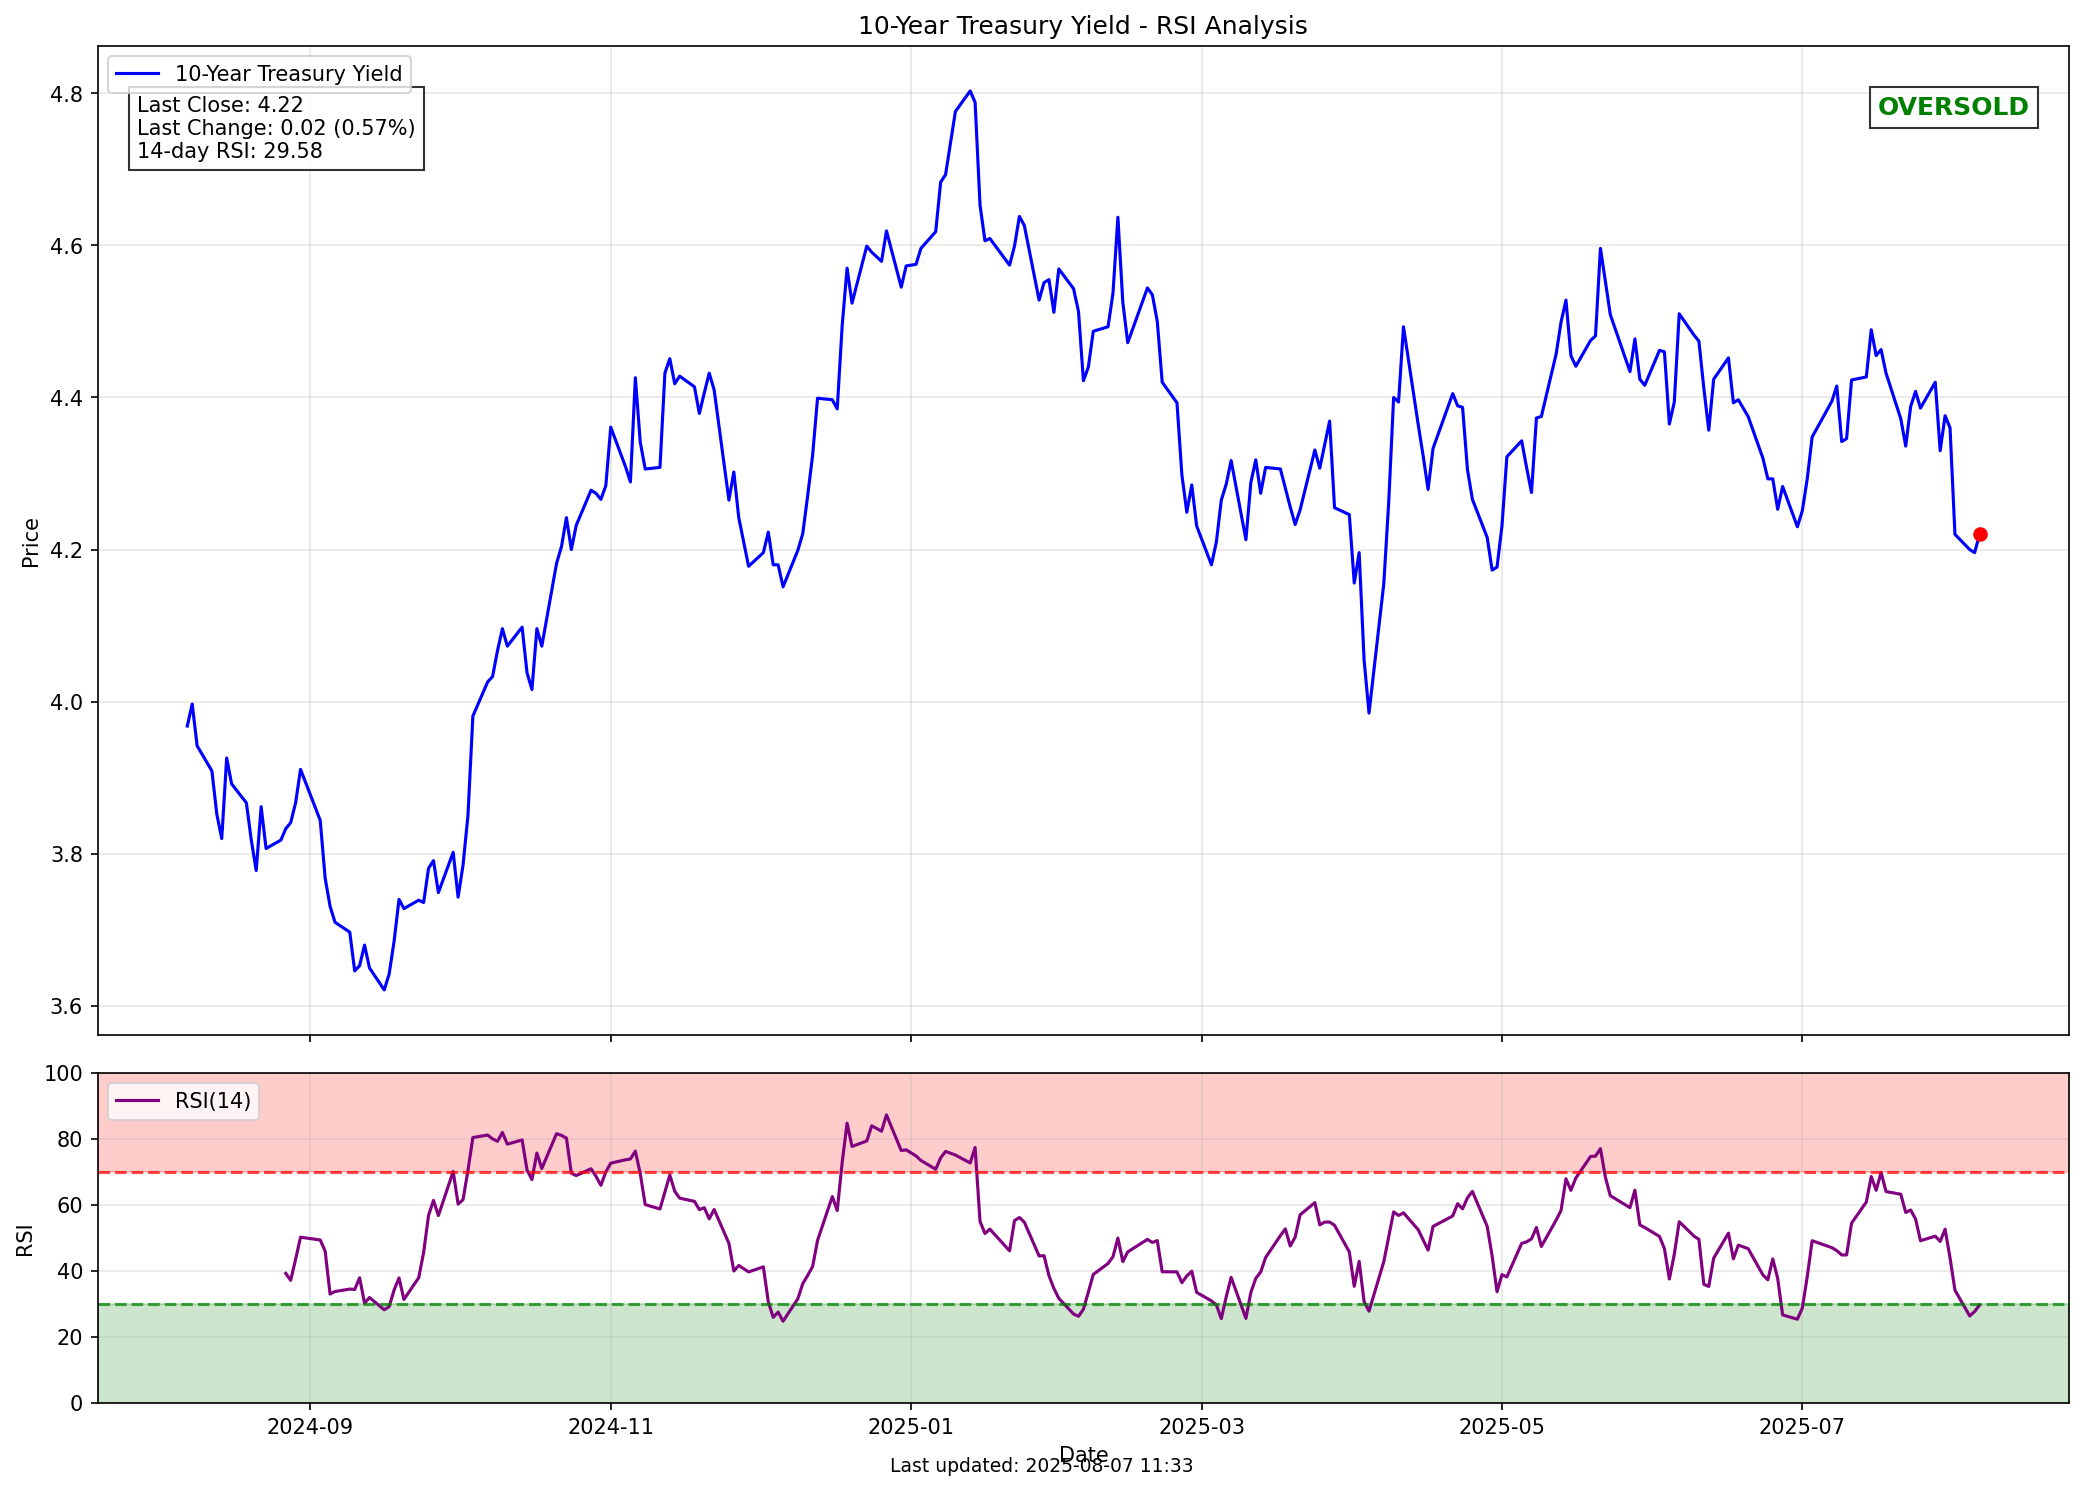 10-Year Treasury Yield - RSI Analysis
10-Year Treasury Yield
Last Close: 4.22
Last Change: 0.02 (0.57%)
14-day RSI: 29.58
OVERSOLD
4.8
4.6
4.4
4.2
4.0
3.8
3.6
Price
RSI(14)
100
80
60
40
20
0
RSI
2024-09
2024-11
2025-01
2025-03
2025-05
2025-07
Date
Last updated: 2025-08-07 11:33